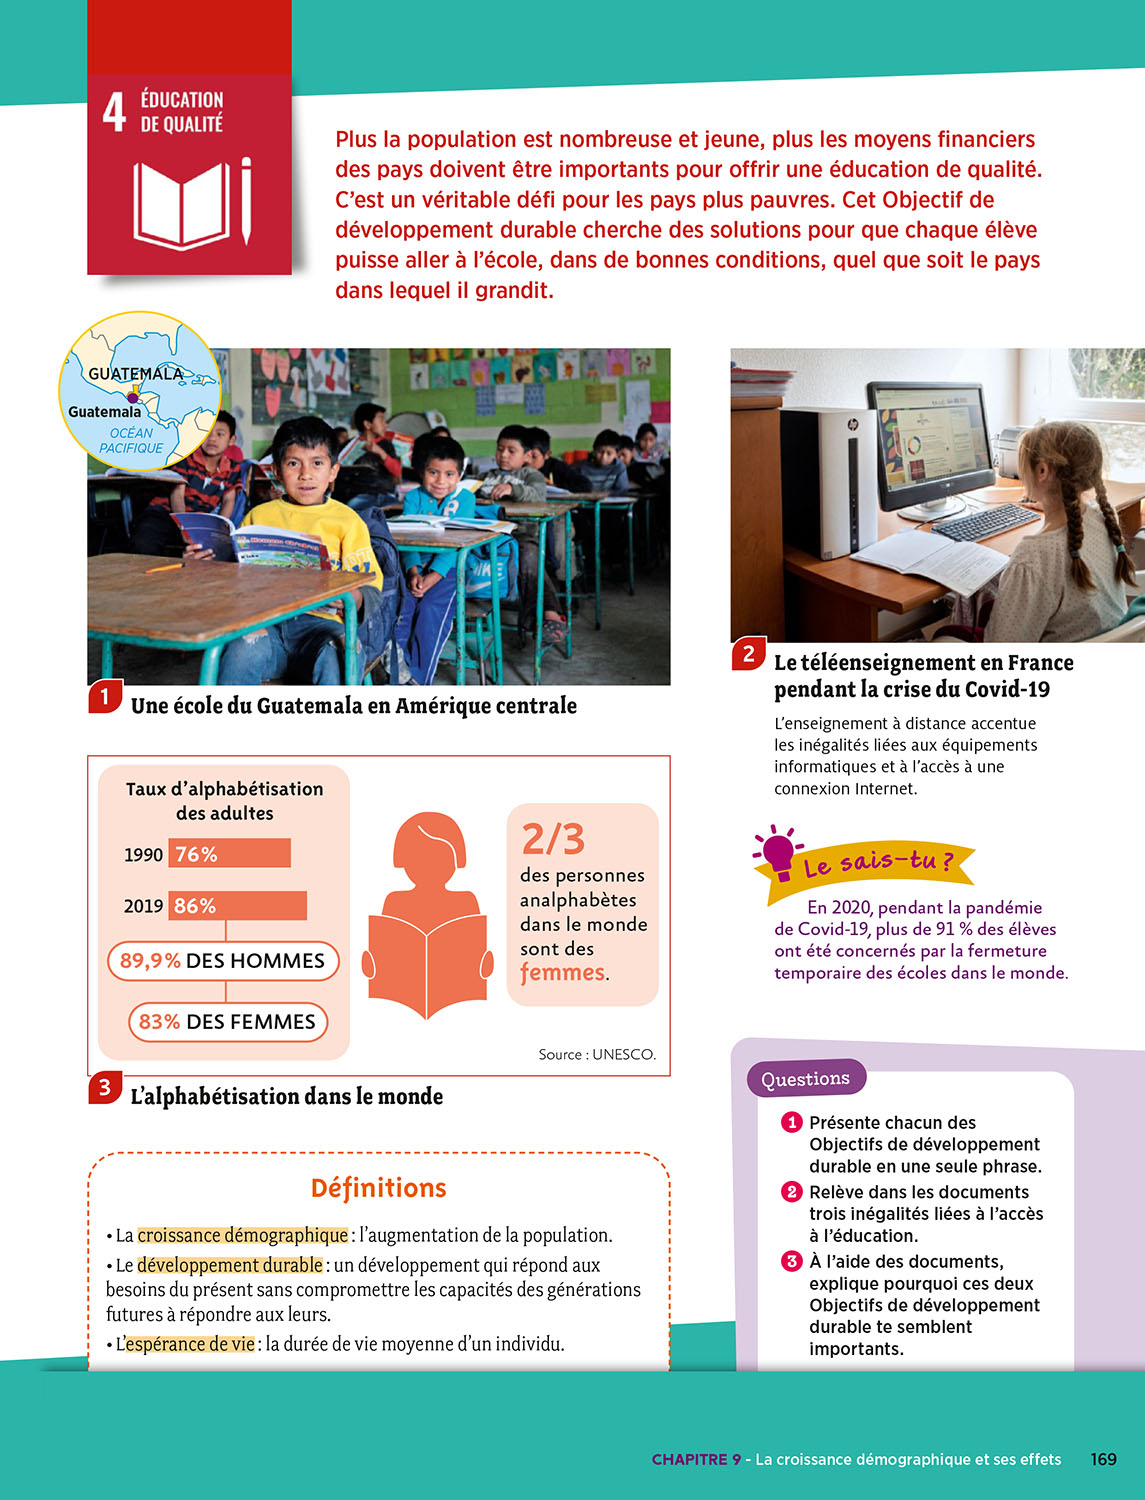 4
ÉDUCATION
DE QUALITÉ
Plus la population est nombreuse et jeune, plus les moyens financiers
des pays doivent être importants pour offrir une éducation de qualité.
C'est un véritable défi pour les pays plus pauvres. Cet Objectif de
développement durable cherche des solutions pour que chaque élève
puisse aller à l'école, dans de bonnes conditions, quel que soit le pays
dans lequel il grandit.
GUATEMALA
Guatemala
OCÉAN
PACIFIQUE
1
Une école du Guatemala en Amérique centrale
hp
2
Le téléenseignement en France
pendant la crise du Covid-19
L'enseignement à distance accentue
les inégalités liées aux équipements
informatiques et à l'accès à une
connexion Internet.
Taux d'alphabétisation
des adultes
1990 76%
2019 86%
89,9% DES HOMMES
83% DES FEMMES
2/3
des personnes
analphabètes
dans le monde
sont des
femmes.
Source : UNESCO.
3
L'alphabétisation dans le monde
Le sais-tu ?
En 2020, pendant la pandémie
de Covid-19, plus de 91 % des élèves
ont été concernés par la fermeture
temporaire des écoles dans le monde.
Définitions
• La croissance démographique : l'augmentation de la population.
• Le développement durable : un développement qui répond aux
besoins du présent sans compromettre les capacités des générations
futures à répondre aux leurs.
• L'espérance de vie : la durée de vie moyenne d'un individu.
Questions
1 Présente chacun des
Objectifs de développement
durable en une seule phrase.
2 Relève dans les documents
trois inégalités liées à l'accès
à l'éducation.
3 À l'aide des documents,
explique pourquoi ces deux
Objectifs de développement
durable te semblent
importants.
CHAPITRE 9 - La croissance démographique et ses effets 169